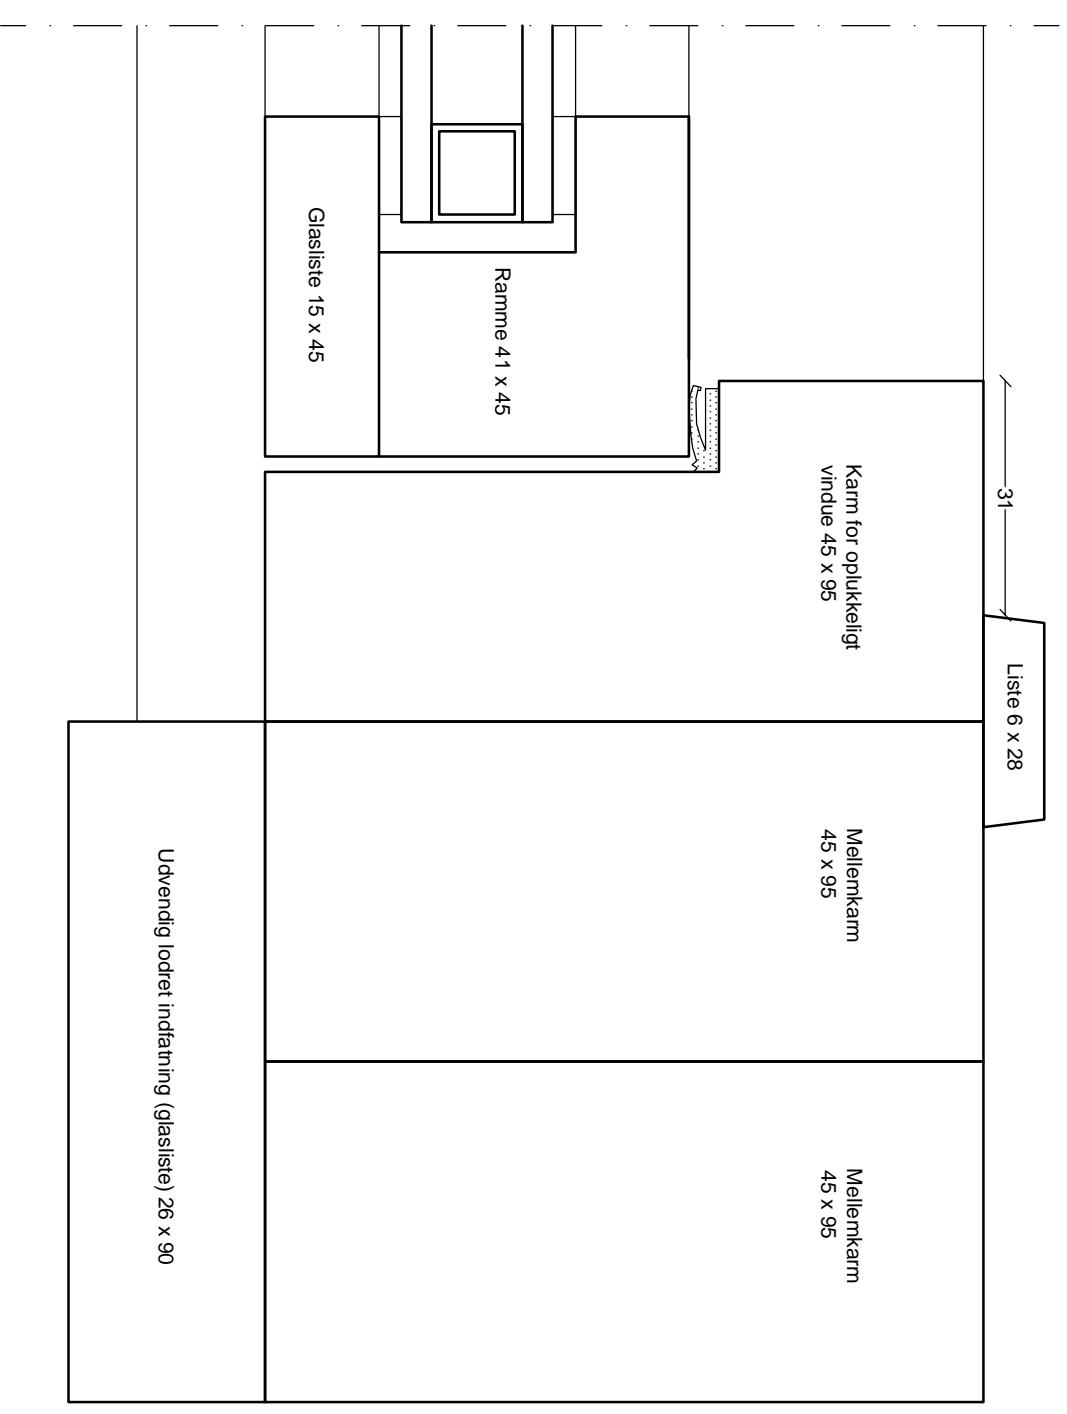 Glasliste 15 x 45
Ramme 41 x 45
Karm for oplukkeligt
vindue 45 x 95
31
Liste 6 x 28
Mellemkarm
45 x 95
Mellemkarm
45 x 95
Udvendig lodret indfatning (glasliste) 26 x 90